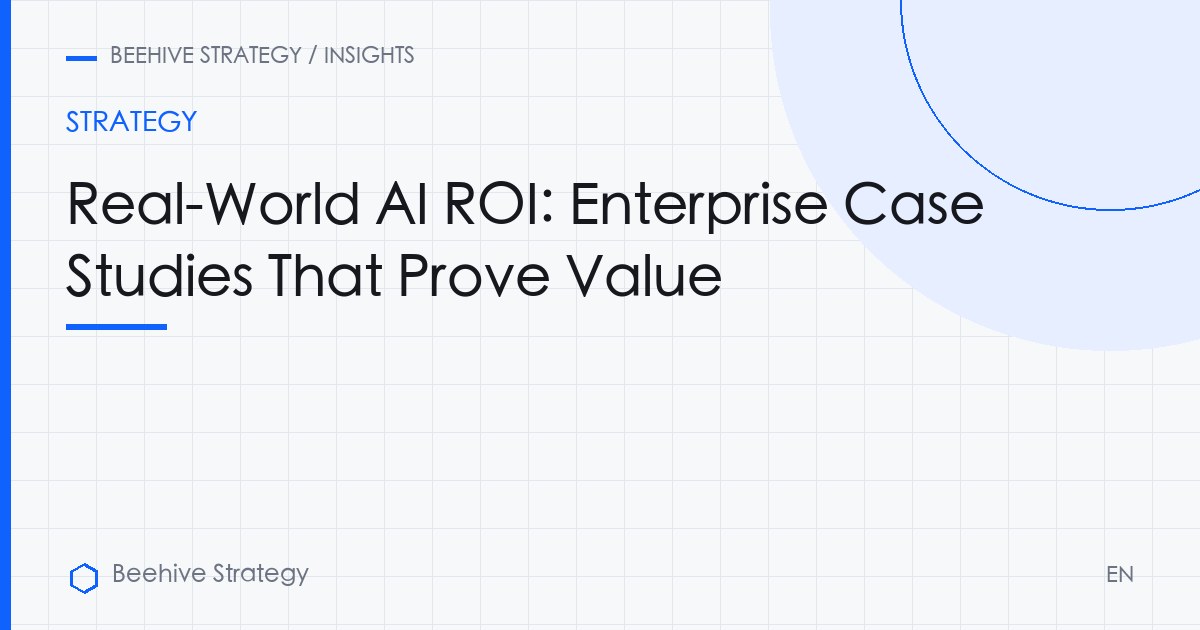 BEEHIVE STRATEGY / INSIGHTS
STRATEGY
Real-World AI ROI: Enterprise Case
Studies That Prove Value
Beehive Strategy
EN